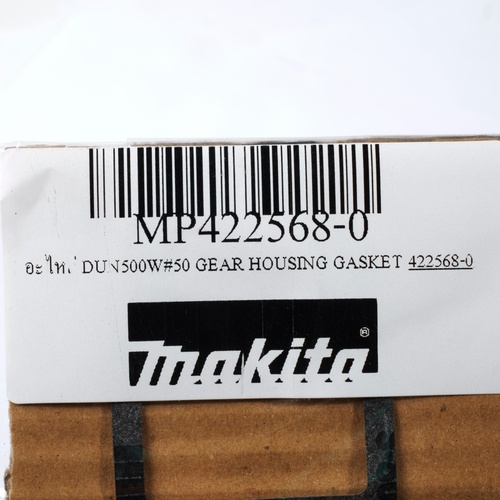 MP422568-0
อะไหล่ DUN500W#50 GEAR HOUSING GASKET 422568-0
makita®